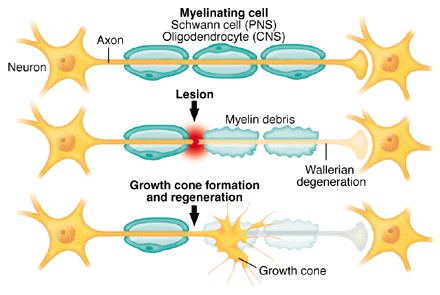 Myelinating cell
Schwann cell (PNS)
Oligodendrocyte (CNS)
Axon
Neuron
Lesion
Myelin debris
Wallerian
degeneration
Growth cone formation
and regeneration
Growth cone